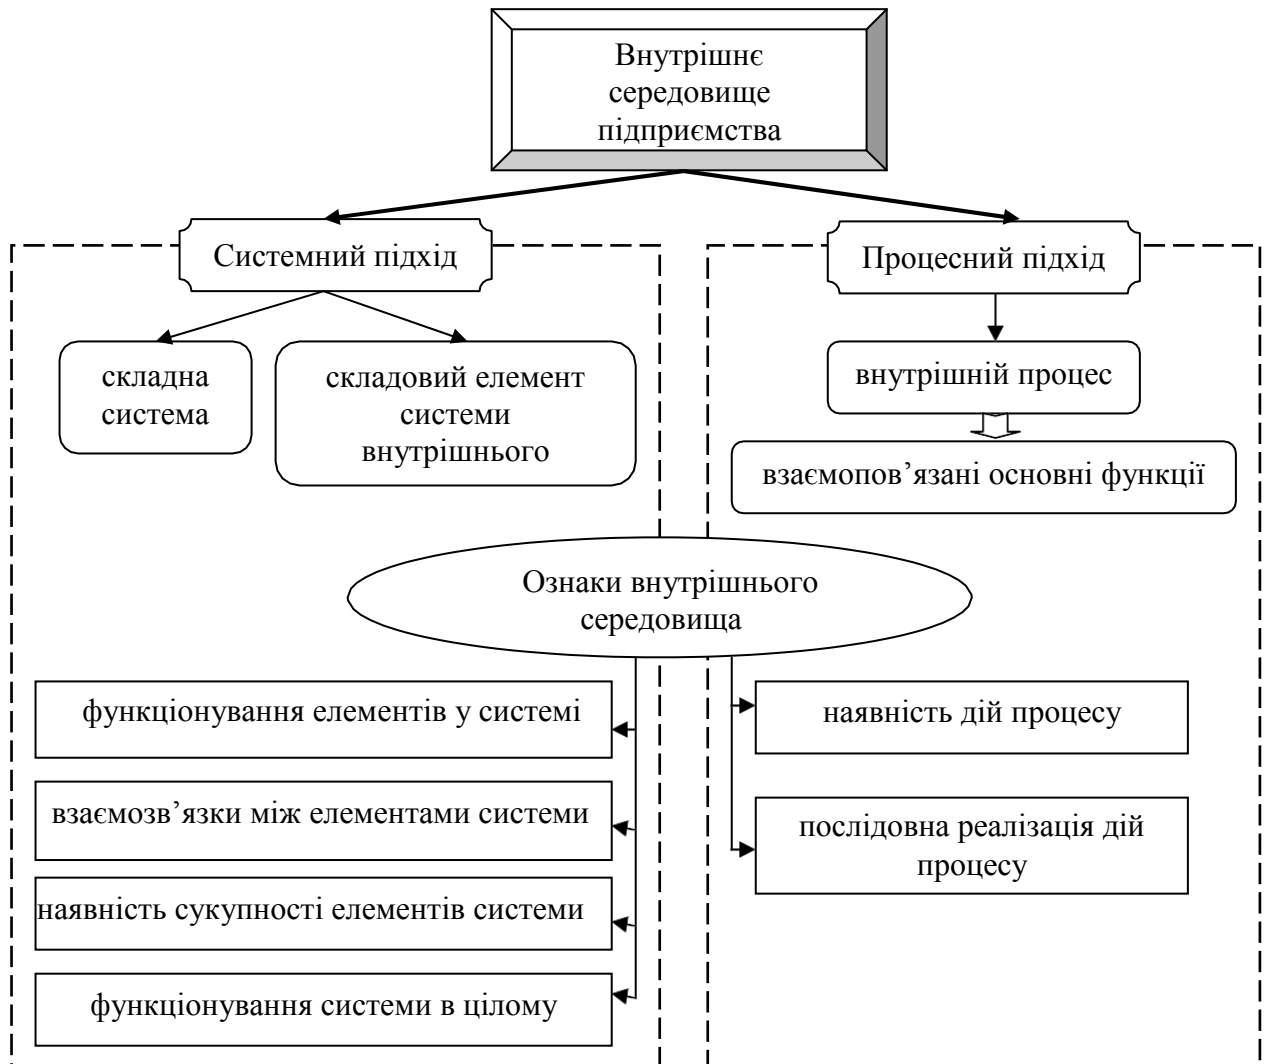 Внутрішнє
середовище
підприємства
Системний підхід
Процесний підхід
складна
система
складовий елемент
системи
внутрішнього
внутрішній процес
взаємопов’язані основні функції
Ознаки внутрішнього
середовища
функціонування елементів у системі
взаємозв’язки між елементами системи
наявність сукупності елементів системи
функціонування системи в цілому
наявність дій процесу
послідовна реалізація дій
процесу